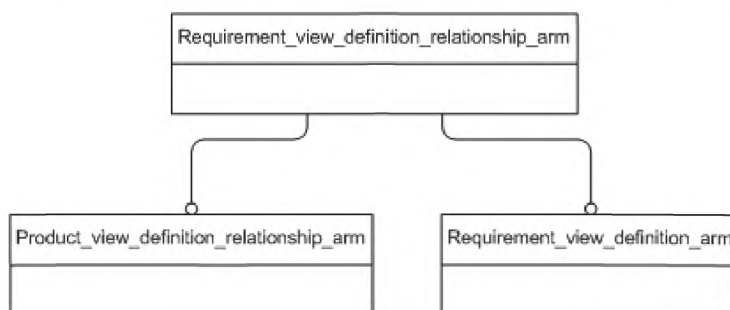 Requirement_view_definition_relationship_arm
Product_view_definition_relationship_arm
Requirement_view_definition_arm